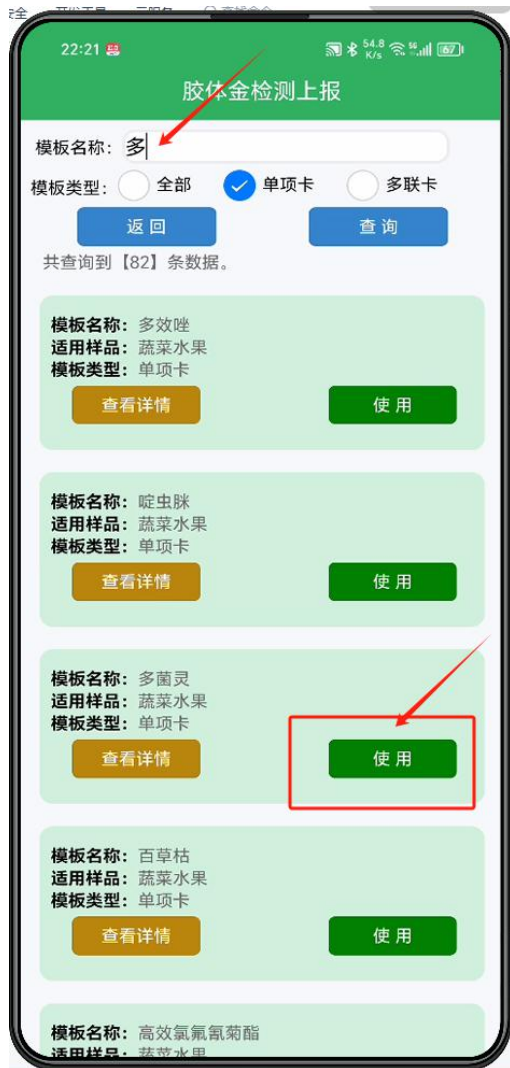 22:21 54.8 K/s 67
胶体金检测上报
模板名称: 多
模板类型: 全部 单项卡 多联卡
返回 查询
共查询到【82】条数据。
模板名称: 多效唑
适用样品: 蔬菜水果
模板类型: 单项卡
查看详情 使用
模板名称: 啶虫脒
适用样品: 蔬菜水果
模板类型: 单项卡
查看详情 使用
模板名称: 多菌灵
适用样品: 蔬菜水果
模板类型: 单项卡
查看详情 使用
模板名称: 百草枯
适用样品: 蔬菜水果
模板类型: 单项卡
查看详情 使用
模板名称: 高效氯氟氰菊酯
适用样品: 蔬菜水果